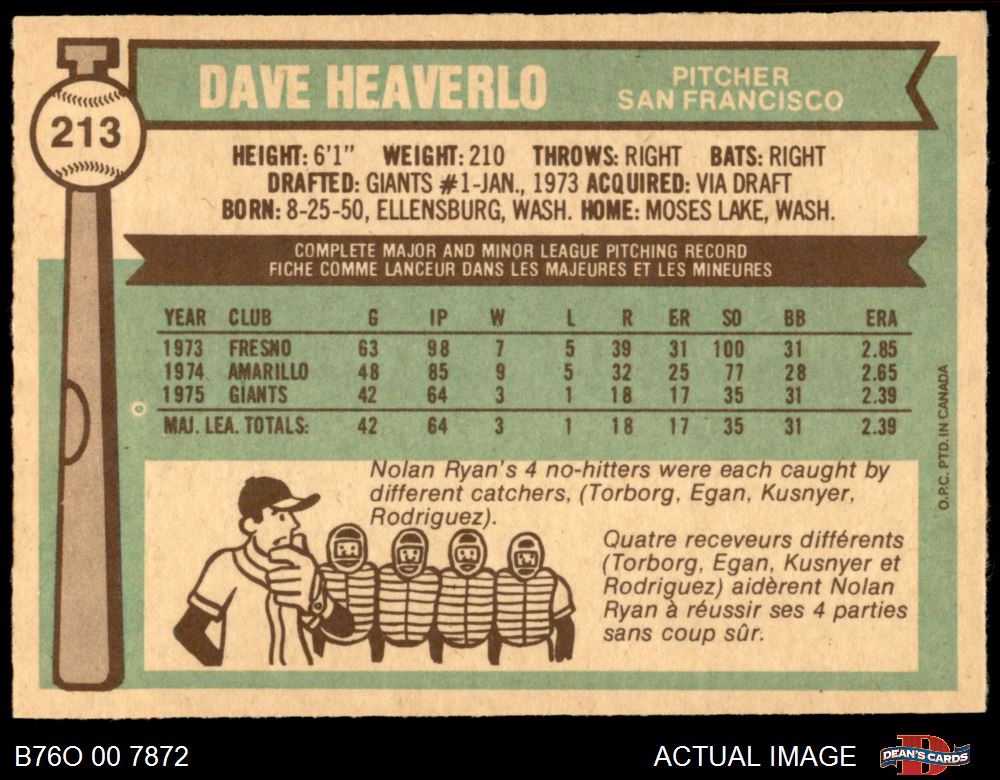 213
DAVE HEAVERLO
PITCHER
SAN FRANCISCO
HEIGHT: 6'1" WEIGHT: 210 THROWS: RIGHT BATS: RIGHT
DRAFTED: GIANTS #1-JAN., 1973 ACQUIRED: VIA DRAFT
BORN: 8-25-50, ELLENSBURG, WASH. HOME: MOSES LAKE, WASH.
COMPLETE MAJOR AND MINOR LEAGUE PITCHING RECORD
FICHE COMME LANCEUR DANS LES MAJEURES ET LES MINEURES
YEAR CLUB G IP W L R ER SO BB ERA
1973 FRESNO 63 98 7 5 39 31 100 31 2.85
1974 AMARILLO 48 85 9 5 32 25 77 28 2.65
1975 GIANTS 42 64 3 1 18 17 35 31 2.39
MAJ. LEA. TOTALS: 42 64 3 1 18 17 35 31 2.39
O.P.C. PTD. IN CANADA
Nolan Ryan's 4 no-hitters were each caught by
different catchers, (Torborg, Egan, Kusnyer,
Rodriguez).
Quatre receveurs différents
(Torborg, Egan, Kusnyer et
Rodriguez) aidèrent Nolan
Ryan à réussir ses 4 parties
sans coup sûr.
B76O 00 7872
ACTUAL IMAGE
DEAN'S CARDS